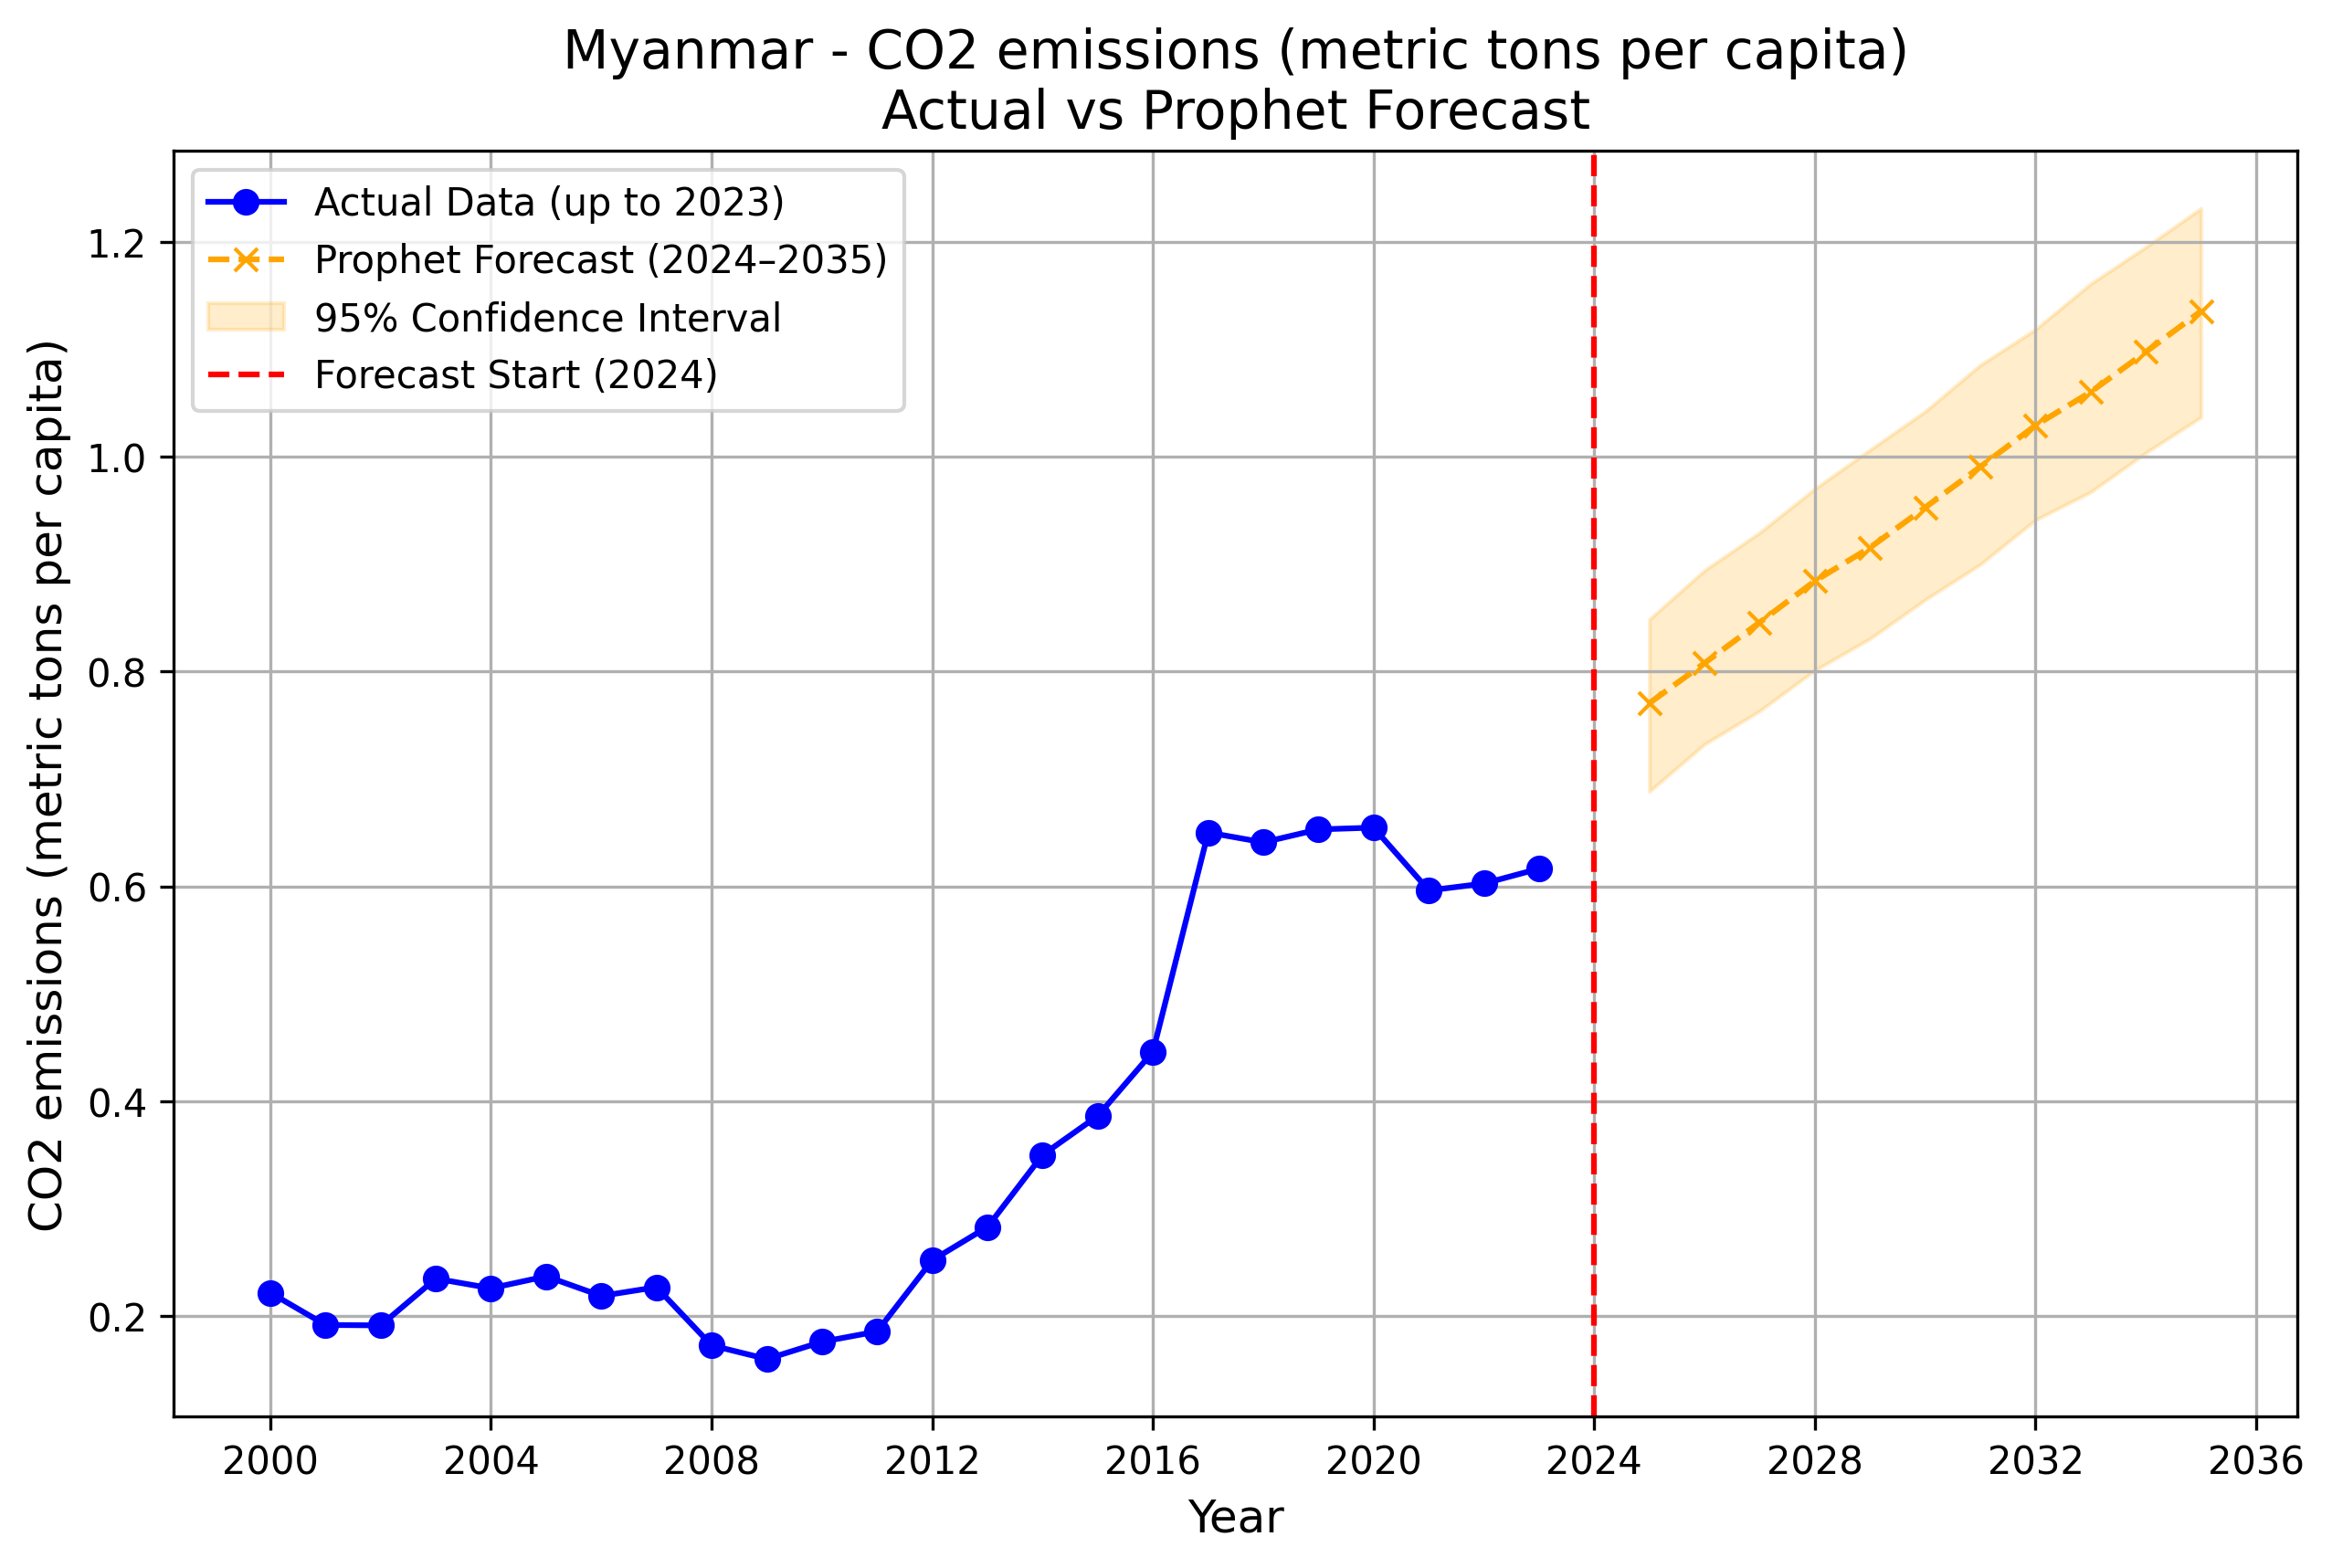 Myanmar - CO2 emissions (metric tons per capita)
Actual vs Prophet Forecast
Actual Data (up to 2023)
Prophet Forecast (2024–2035)
95% Confidence Interval
Forecast Start (2024)
CO2 emissions (metric tons per capita)
1.2
1.0
0.8
0.6
0.4
0.2
2000 2004 2008 2012 2016 2020 2024 2028 2032 2036
Year